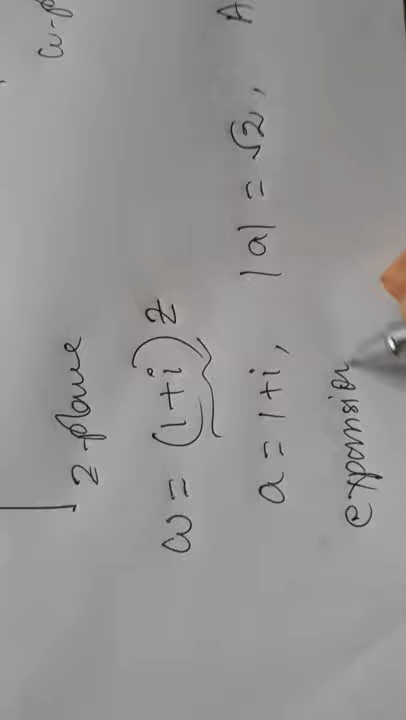 z-plane
w = (1+i) z
a = 1+i, |a| = √2, A
expansion